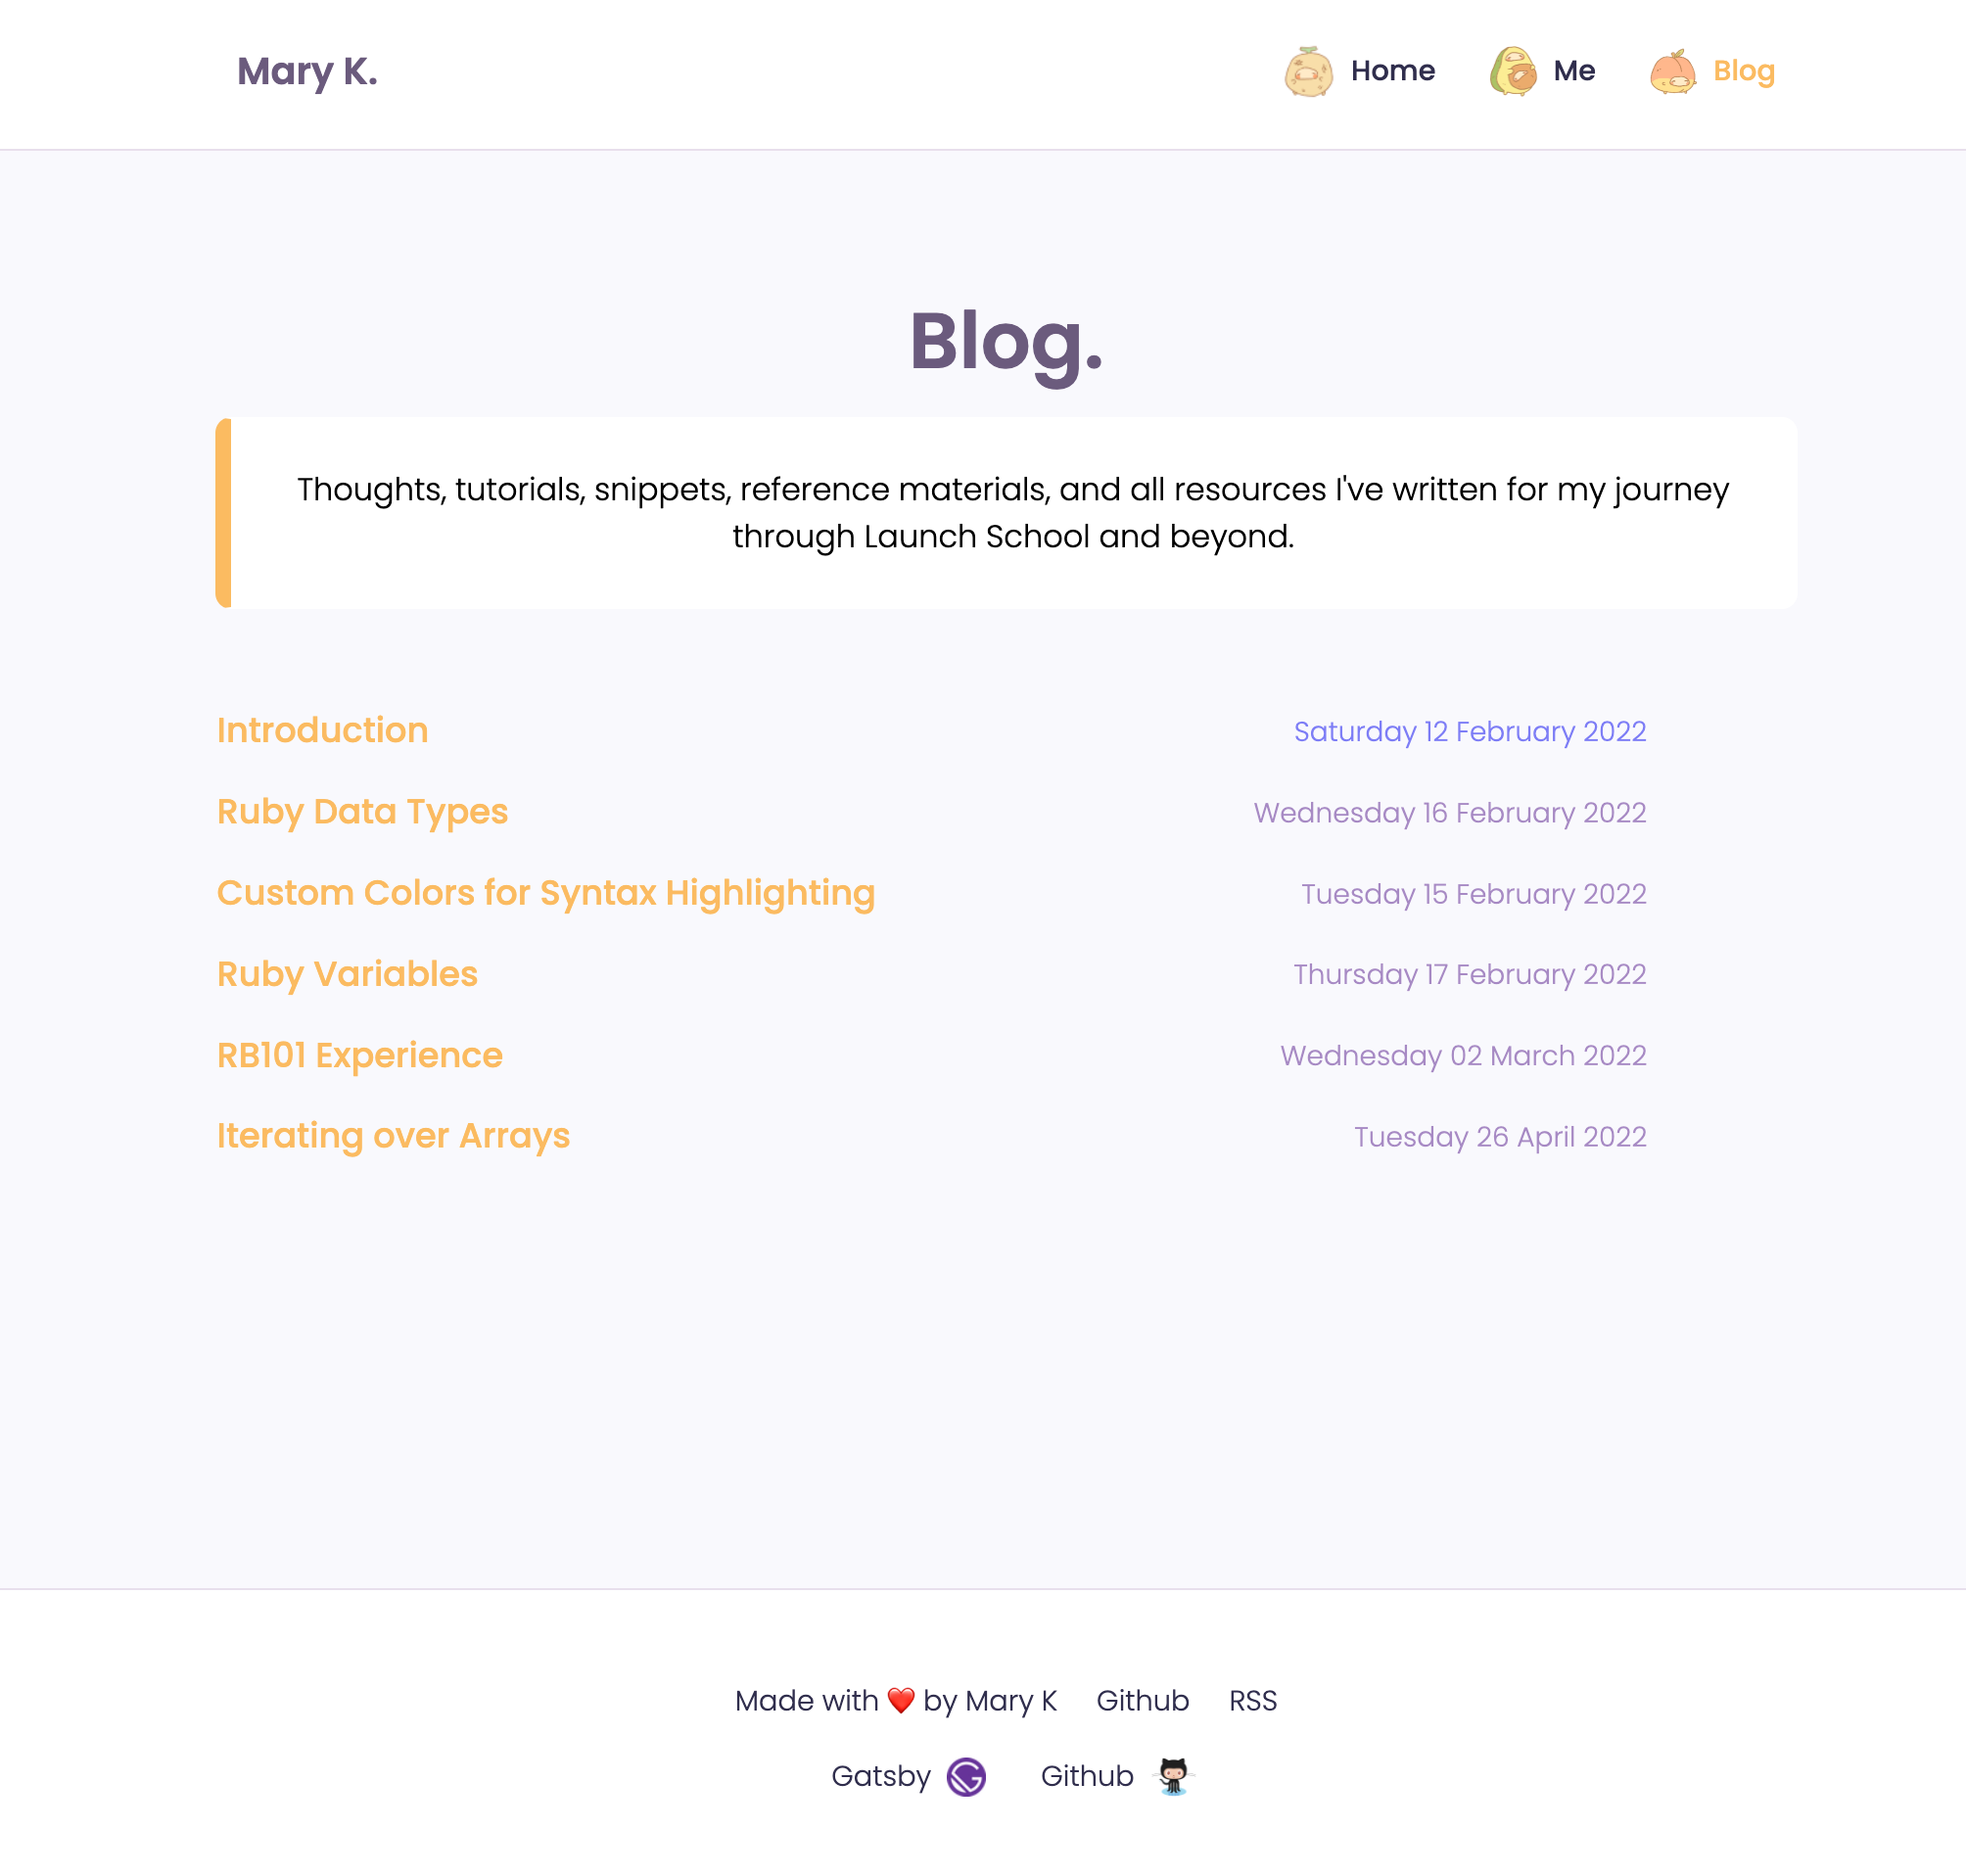 Mary K.
Home
Me
Blog
Blog.
Thoughts, tutorials, snippets, reference materials, and all resources I've written for my journey
through Launch School and beyond.
Introduction Saturday 12 February 2022
Ruby Data Types Wednesday 16 February 2022
Custom Colors for Syntax Highlighting Tuesday 15 February 2022
Ruby Variables Thursday 17 February 2022
RB101 Experience Wednesday 02 March 2022
Iterating over Arrays Tuesday 26 April 2022
Made with ❤️ by Mary K Github RSS
Gatsby Github